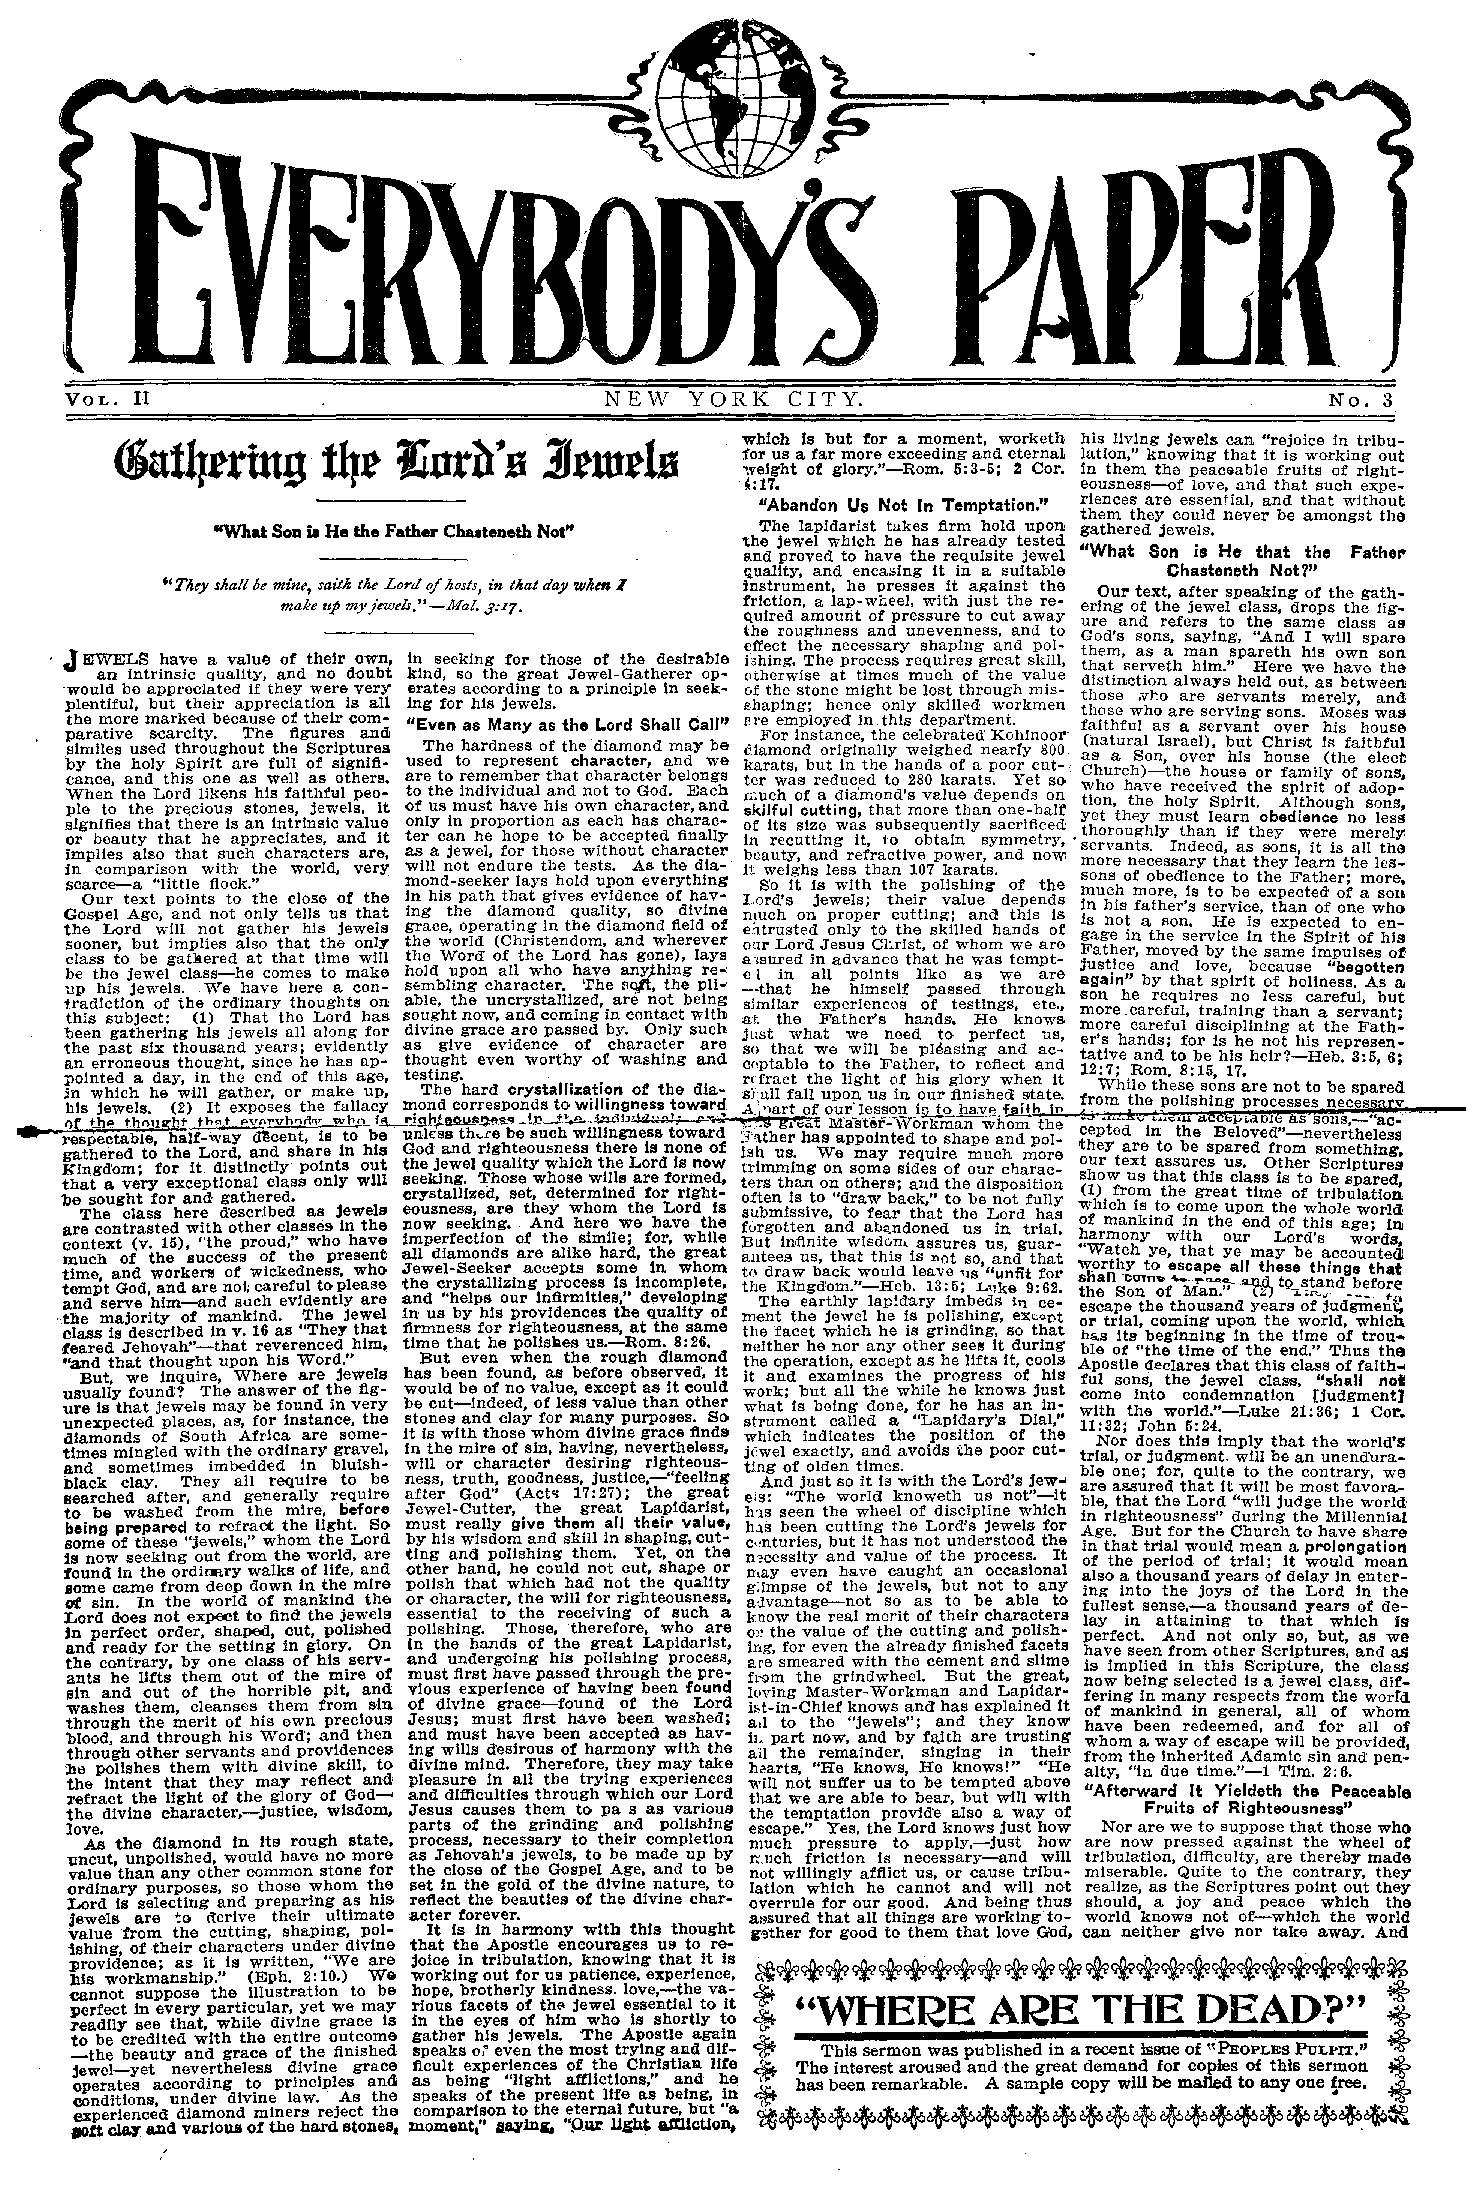 EVERYBODY'S PAPER
VOL. II
NEW YORK CITY.
No. 3
Gathering the Lord's Jewels
"What Son is He the Father Chasteneth Not"
"They shall be mine, saith the Lord of hosts, in that day when I
make up my jewels."—Mal. 3:17.
JEWELS have a value of their own,
an intrinsic quality, and no doubt
would be appreciated if they were very
plentiful, but their appreciation is all
the more marked because of their com-
parative scarcity. The figures and
similes used throughout the Scriptures
by the holy Spirit are full of signifi-
cance, and this one as well as others.
When the Lord likens his faithful peo-
ple to the precious stones, jewels, it
signifies that there is an intrinsic value
or beauty that he appreciates, and it
implies also that such characters are,
in comparison with the world, very
scarce—a "little flock."
Our text points to the close of the
Gospel Age, and not only tells us that
the Lord will not gather his jewels
sooner, but implies also that the only
class to be gathered at that time will
be the jewel class—he comes to make
up his jewels. We have here a con-
tradiction of the ordinary thoughts on
this subject: (1) That the Lord has
been gathering his jewels all along for
the past six thousand years; evidently
an erroneous thought, since he has ap-
pointed a day, in the end of this age,
in which he will gather, or make up,
his jewels. (2) It exposes the fallacy
of the thought that everybody who is
respectable, half-way decent, is to be
gathered to the Lord, and share in his
Kingdom; for it distinctly points out
that a very exceptional class only will
be sought for and gathered.
The class here described as jewels
are contrasted with other classes in the
context (v. 15), "the proud," who have
much of the success of the present
time, and workers of wickedness, who
tempt God, and are not careful to please
and serve him—and such evidently are
the majority of mankind. The jewel
class is described in v. 16 as "They that
feared Jehovah"—that reverenced him,
"and that thought upon his Word."
But, we inquire, Where are jewels
usually found? The answer of the fig-
ure is that jewels may be found in very
unexpected places, as, for instance, the
diamonds of South Africa are some-
times mingled with the ordinary gravel,
and sometimes imbedded in bluish-
black clay. They all require to be
searched after, and generally require
to be washed from the mire, before
being prepared to refract the light. So
some of these "jewels," whom the Lord
is now seeking out from the world, are
found in the ordinary walks of life, and
some came from deep down in the mire
of sin. In the world of mankind the
Lord does not expect to find the jewels
in perfect order, shaped, cut, polished
and ready for the setting in glory. On
the contrary, by one class of his serv-
ants he lifts them out of the mire of
sin and out of the horrible pit, and
washes them, cleanses them from sin
through the merit of his own precious
blood, and through his Word; and then
through other servants and providences
he polishes them with divine skill, to
the intent that they may reflect and
refract the light of the glory of God—
the divine character,—justice, wisdom,
love.
As the diamond in its rough state,
uncut, unpolished, would have no more
value than any other common stone for
ordinary purposes, so those whom the
Lord is selecting and preparing as his
jewels are to derive their ultimate
value from the cutting, shaping, pol-
ishing, of their characters under divine
providence; as it is written, "We are
his workmanship." (Eph. 2:10.) We
cannot suppose the illustration to be
perfect in every particular, yet we may
readily see that, while divine grace is
to be credited with the entire outcome
—the beauty and grace of the finished
jewel—yet nevertheless divine grace
operates according to principles and
conditions, under divine law. As the
experienced diamond miners reject the
soft clay and various of the hard stones,
in seeking for those of the desirable
kind, so the great Jewel-Gatherer op-
erates according to a principle in seek-
ing for his jewels.
"Even as Many as the Lord Shall Call"
The hardness of the diamond may be
used to represent character, and we
are to remember that character belongs
to the individual and not to God. Each
of us must have his own character, and
only in proportion as each has charac-
ter can he hope to be accepted finally
as a jewel, for those without character
will not endure the tests. As the dia-
mond-seeker lays hold upon everything
in his path that gives evidence of hav-
ing the diamond quality, so divine
grace, operating in the diamond field of
the world (Christendom, and wherever
the Word of the Lord has gone), lays
hold upon all who have anything re-
sembling character. The soft, the pli-
able, the uncrystallized, are not being
sought now, and coming in contact with
divine grace are passed by. Only such
as give evidence of character are
thought even worthy of washing and
testing.
The hard crystallization of the dia-
mond corresponds to willingness toward
righteousness in the individual; and
unless there be such willingness toward
God and righteousness there is none of
the jewel quality which the Lord is now
seeking. Those whose wills are formed,
crystallized, set, determined for right-
eousness, are they whom the Lord is
now seeking. And here we have the
imperfection of the simile; for, while
all diamonds are alike hard, the great
Jewel-Seeker accepts some in whom
the crystallizing process is incomplete,
and "helps our infirmities," developing
in us by his providences the quality of
firmness for righteousness, at the same
time that he polishes us.—Rom. 8:26.
But even when the rough diamond
has been found, as before observed, it
would be of no value, except as it could
be cut—indeed, of less value than other
stones and clay for many purposes. So
it is with those whom divine grace finds
in the mire of sin, having, nevertheless,
will or character desiring righteous-
ness, truth, goodness, justice,—"feeling
after God" (Acts 17:27); the great
Jewel-Cutter, the great Lapidarist,
must really give them all their value,
by his wisdom and skill in shaping, cut-
ting and polishing them. Yet, on the
other hand, he could not cut, shape or
polish that which had not the quality
or character, the will for righteousness,
essential to the receiving of such a
polishing. Those, therefore, who are
in the hands of the great Lapidarist,
and undergoing his polishing process,
must first have passed through the pre-
vious experience of having been found
of divine grace—found of the Lord
Jesus; must first have been washed;
and must have been accepted as hav-
ing wills desirous of harmony with the
divine mind. Therefore, they may take
pleasure in all the trying experiences
and difficulties through which our Lord
Jesus causes them to pa s as various
parts of the grinding and polishing
process, necessary to their completion
as Jehovah's jewels, to be made up by
the close of the Gospel Age, and to be
set in the gold of the divine nature, to
reflect the beauties of the divine char-
acter forever.
It is in harmony with this thought
that the Apostle encourages us to re-
joice in tribulation, knowing that it is
working out for us patience, experience,
hope, brotherly kindness, love,—the va-
rious facets of the jewel essential to it
in the eyes of him who is shortly to
gather his jewels. The Apostle again
speaks of even the most trying and dif-
ficult experiences of the Christian life
as being "light afflictions," and he
speaks of the present life as being, in
comparison to the eternal future, but "a
moment," saying, "Our light affliction,
which is but for a moment, worketh
for us a far more exceeding and eternal
weight of glory."—Rom. 5:3-5; 2 Cor.
4:17.
"Abandon Us Not In Temptation."
The lapidarist takes firm hold upon
the jewel which he has already tested
and proved to have the requisite jewel
quality, and encasing it in a suitable
instrument, he presses it against the
friction, a lap-wheel, with just the re-
quired amount of pressure to cut away
the roughness and unevenness, and to
effect the necessary shaping and pol-
ishing. The process requires great skill,
otherwise at times much of the value
of the stone might be lost through mis-
shaping; hence only skilled workmen
are employed in this department.
For instance, the celebrated Kohinoor
diamond originally weighed nearly 800
karats, but in the hands of a poor cut-
ter was reduced to 280 karats. Yet so
much of a diamond's value depends on
skilful cutting, that more than one-half
of its size was subsequently sacrificed
in recutting it, to obtain symmetry,
beauty, and refractive power, and now
it weighs less than 107 karats.
So it is with the polishing of the
Lord's jewels; their value depends
much on proper cutting; and this is
entrusted only to the skilled hands of
our Lord Jesus Christ, of whom we are
assured in advance that he was tempt-
ed in all points like as we are
—that he himself passed through
similar experiences of testings, etc.,
at the Father's hands. He knows
just what we need to perfect us,
so that we will be pleasing and ac-
ceptable to the Father, to reflect and
refract the light of his glory when it
shall fall upon us in our finished state.
A part of our lesson is to have faith in
this great Master-Workman whom the
Father has appointed to shape and pol-
ish us. We may require much more
trimming on some sides of our charac-
ters than on others; and the disposition
often is to "draw back," to be not fully
submissive, to fear that the Lord has
forgotten and abandoned us in trial.
But infinite wisdom assures us, guar-
antees us, that this is not so, and that
to draw back would leave us "unfit for
the Kingdom."—Heb. 13:5; Luke 9:62.
The earthly lapidary imbeds in ce-
ment the jewel he is polishing, except
the facet which he is grinding, so that
neither he nor any other sees it during
the operation, except as he lifts it, cools
it and examines the progress of his
work; but all the while he knows just
what is being done, for he has an in-
strument called a "Lapidary's Dial,"
which indicates the position of the
jewel exactly, and avoids the poor cut-
ting of olden times.
And just so it is with the Lord's jew-
els: "The world knoweth us not"—it
has seen the wheel of discipline which
has been cutting the Lord's jewels for
centuries, but it has not understood the
necessity and value of the process. It
may even have caught an occasional
glimpse of the jewels, but not to any
advantage—not so as to be able to
know the real merit of their characters
or the value of the cutting and polish-
ing, for even the already finished facets
are smeared with the cement and slime
from the grindwheel. But the great,
loving Master-Workman and Lapidar-
ist-in-Chief knows and has explained it
all to the "jewels"; and they know
in part now, and by faith are trusting
all the remainder, singing in their
hearts, "He knows, He knows!" "He
will not suffer us to be tempted above
that we are able to bear, but will with
the temptation provide also a way of
escape." Yes, the Lord knows just how
much pressure to apply,—just how
much friction is necessary—and will
not willingly afflict us, or cause tribu-
lation which he cannot and will not
overrule for our good. And being thus
assured that all things are working to-
gether for good to them that love God,
his living jewels can "rejoice in tribu-
lation," knowing that it is working out
in them the peaceable fruits of right-
eousness—of love, and that such expe-
riences are essential, and that without
them they could never be amongst the
gathered jewels.
"What Son is He that the Father
Chasteneth Not?"
Our text, after speaking of the gath-
ering of the jewel class, drops the fig-
ure and refers to the same class as
God's sons, saying, "And I will spare
them, as a man spareth his own son
that serveth him." Here we have the
distinction always held out, as between
those who are servants merely, and
those who are serving sons. Moses was
faithful as a servant over his house
(natural Israel), but Christ is faithful
as a Son, over his house (the elect
Church)—the house or family of sons,
who have received the spirit of adop-
tion, the holy Spirit. Although sons,
yet they must learn obedience no less
thoroughly than if they were merely
servants. Indeed, as sons, it is all the
more necessary that they learn the les-
sons of obedience to the Father; more,
much more, is to be expected of a son
in his father's service, than of one who
is not a son. He is expected to en-
gage in the service in the Spirit of his
Father, moved by the same impulses of
justice and love, because "begotten
again" by that spirit of holiness. As a
son he requires no less careful, but
more careful, training than a servant;
more careful disciplining at the Fath-
er's hands; for is he not his represen-
tative and to be his heir?—Heb. 3:5, 6;
12:7; Rom. 8:15, 17.
While these sons are not to be spared
from the polishing processes necessary
to make them acceptable as sons,—"ac-
cepted in the Beloved"—nevertheless
they are to be spared from something,
our text assures us. Other Scriptures
show us that this class is to be spared,
(1) from the great time of tribulation
which is to come upon the whole world
of mankind in the end of this age; in
harmony with our Lord's words,
"Watch ye, that ye may be accounted
worthy to escape all these things that
shall come to pass and to stand before
the Son of Man." (2)
escape the thousand years of judgment,
or trial, coming upon the world, which
has its beginning in the time of trou-
ble of "the time of the end." Thus the
Apostle declares that this class of faith-
ful sons, the jewel class, "shall not
come into condemnation [judgment]
with the world."—Luke 21:36; 1 Cor.
11:32; John 5:24.
Nor does this imply that the world's
trial, or judgment, will be an unendura-
ble one; for, quite to the contrary, we
are assured that it will be most favora-
ble, that the Lord "will judge the world
in righteousness" during the Millennial
Age. But for the Church to have share
in that trial would mean a prolongation
of the period of trial; it would mean
also a thousand years of delay in enter-
ing into the joys of the Lord in the
fullest sense,—a thousand years of de-
lay in attaining to that which is
perfect. And not only so, but, as we
have seen from other Scriptures, and as
is implied in this Scripture, the class
now being selected is a jewel class, dif-
fering in many respects from the world
of mankind in general, all of whom
have been redeemed, and for all of
whom a way of escape will be provided,
from the inherited Adamic sin and pen-
alty, "in due time."—1 Tim. 2:6.
"Afterward It Yieldeth the Peaceable
Fruits of Righteousness"
Nor are we to suppose that those who
are now pressed against the wheel of
tribulation, difficulty, are thereby made
miserable. Quite to the contrary, they
realize, as the Scriptures point out they
should, a joy and peace which the
world knows not of—which the world
can neither give nor take away. And
"WHERE ARE THE DEAD?"
This sermon was published in a recent issue of "PEOPLES PULPIT."
The interest aroused and the great demand for copies of this sermon
has been remarkable. A sample copy will be mailed to any one free.